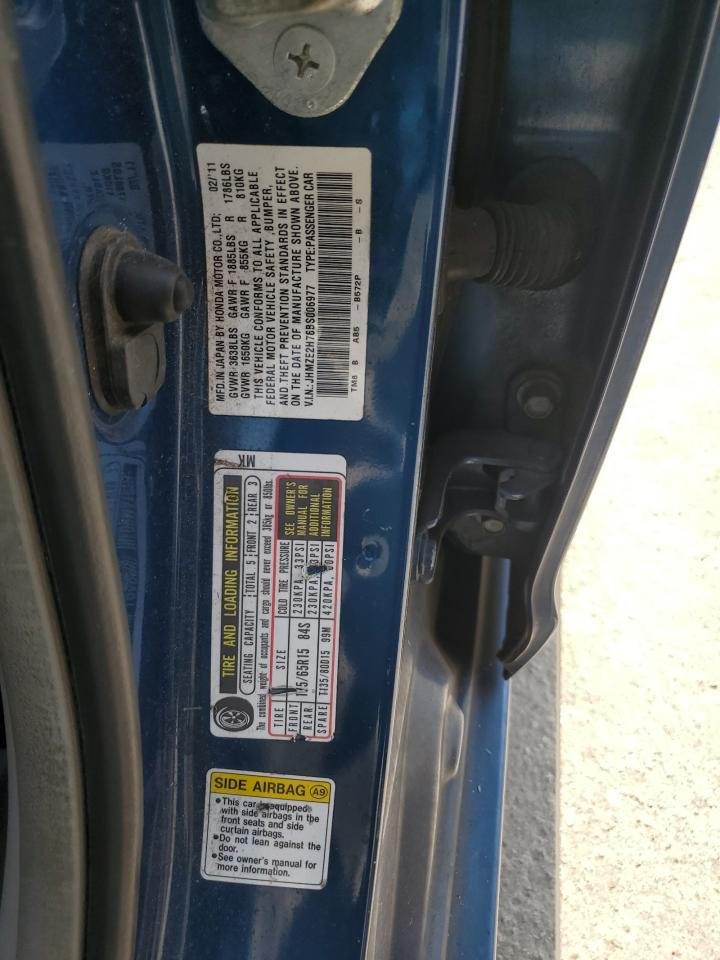 MFD.IN JAPAN BY HONDA MOTOR CO.,LTD; 02/'11
GVWR 3638LBS GAWR F 1885LBS R 1786LBS
GVWR 1650KG GAWR F 855KG R 810KG
THIS VEHICLE CONFORMS TO ALL APPLICABLE
FEDERAL MOTOR VEHICLE SAFETY ,BUMPER,
AND THEFT PREVENTION STANDARDS IN EFFECT
ON THE DATE OF MANUFACTURE SHOWN ABOVE.
V.I.N.: JHMZE2H76BS006977 TYPE:PASSENGER CAR
TM8 B AB5 -B572P -B -S
MK
TIRE AND LOADING INFORMATION
SEATING CAPACITY TOTAL 5 FRONT 2 REAR 3
The combined weight of occupants and cargo should never exceed 385kg or 850lbs.
TIRE SIZE COLD TIRE PRESSURE
FRONT 175/65R15 84S 230KPA, 33PSI
REAR 230KPA, 33PSI
SPARE T135/80D15 99M 420KPA, 60PSI
SEE OWNER'S
MANUAL FOR
ADDITIONAL
INFORMATION
SIDE AIRBAG A9
•This car is equipped
with side airbags in the
front seats and side
curtain airbags.
•Do not lean against the
door.
•See owner's manual for
more information.